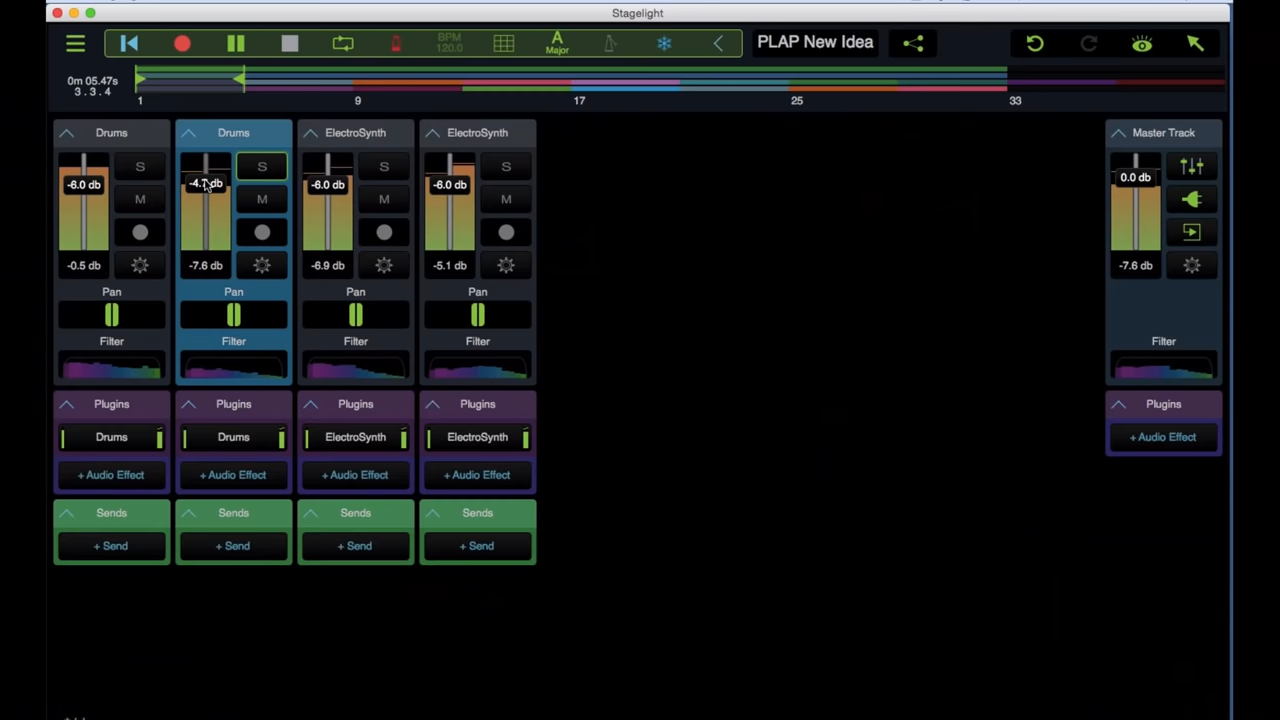 Stagelight
BPM
120.0
A
Major
PLAP New Idea
0m 05.47s
3 . 3 . 4
1 9 17 25 33
Drums Drums ElectroSynth ElectroSynth Master Track
S S S S
-6.0 db -6.0 db -6.0 db 0.0 db
M M M M
-0.5 db -7.6 db -6.9 db -5.1 db -7.6 db
Pan Pan Pan Pan
Filter Filter Filter Filter Filter
Plugins Plugins Plugins Plugins Plugins
Drums Drums ElectroSynth ElectroSynth + Audio Effect
+ Audio Effect + Audio Effect + Audio Effect + Audio Effect
Sends Sends Sends Sends
+ Send + Send + Send + Send